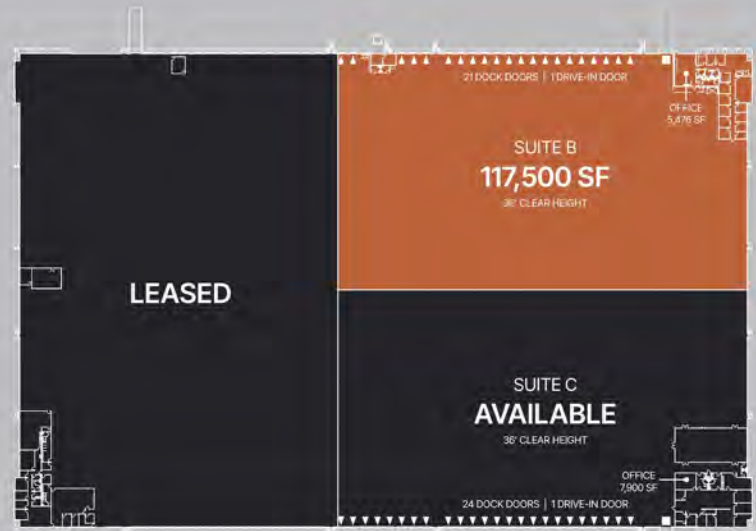 21 DOCK DOORS | 1 DRIVE-IN DOOR
OFFICE
5,476 SF
SUITE B
117,500 SF
36' CLEAR HEIGHT
LEASED
SUITE C
AVAILABLE
36' CLEAR HEIGHT
OFFICE
7,900 SF
24 DOCK DOORS | 1 DRIVE-IN DOOR